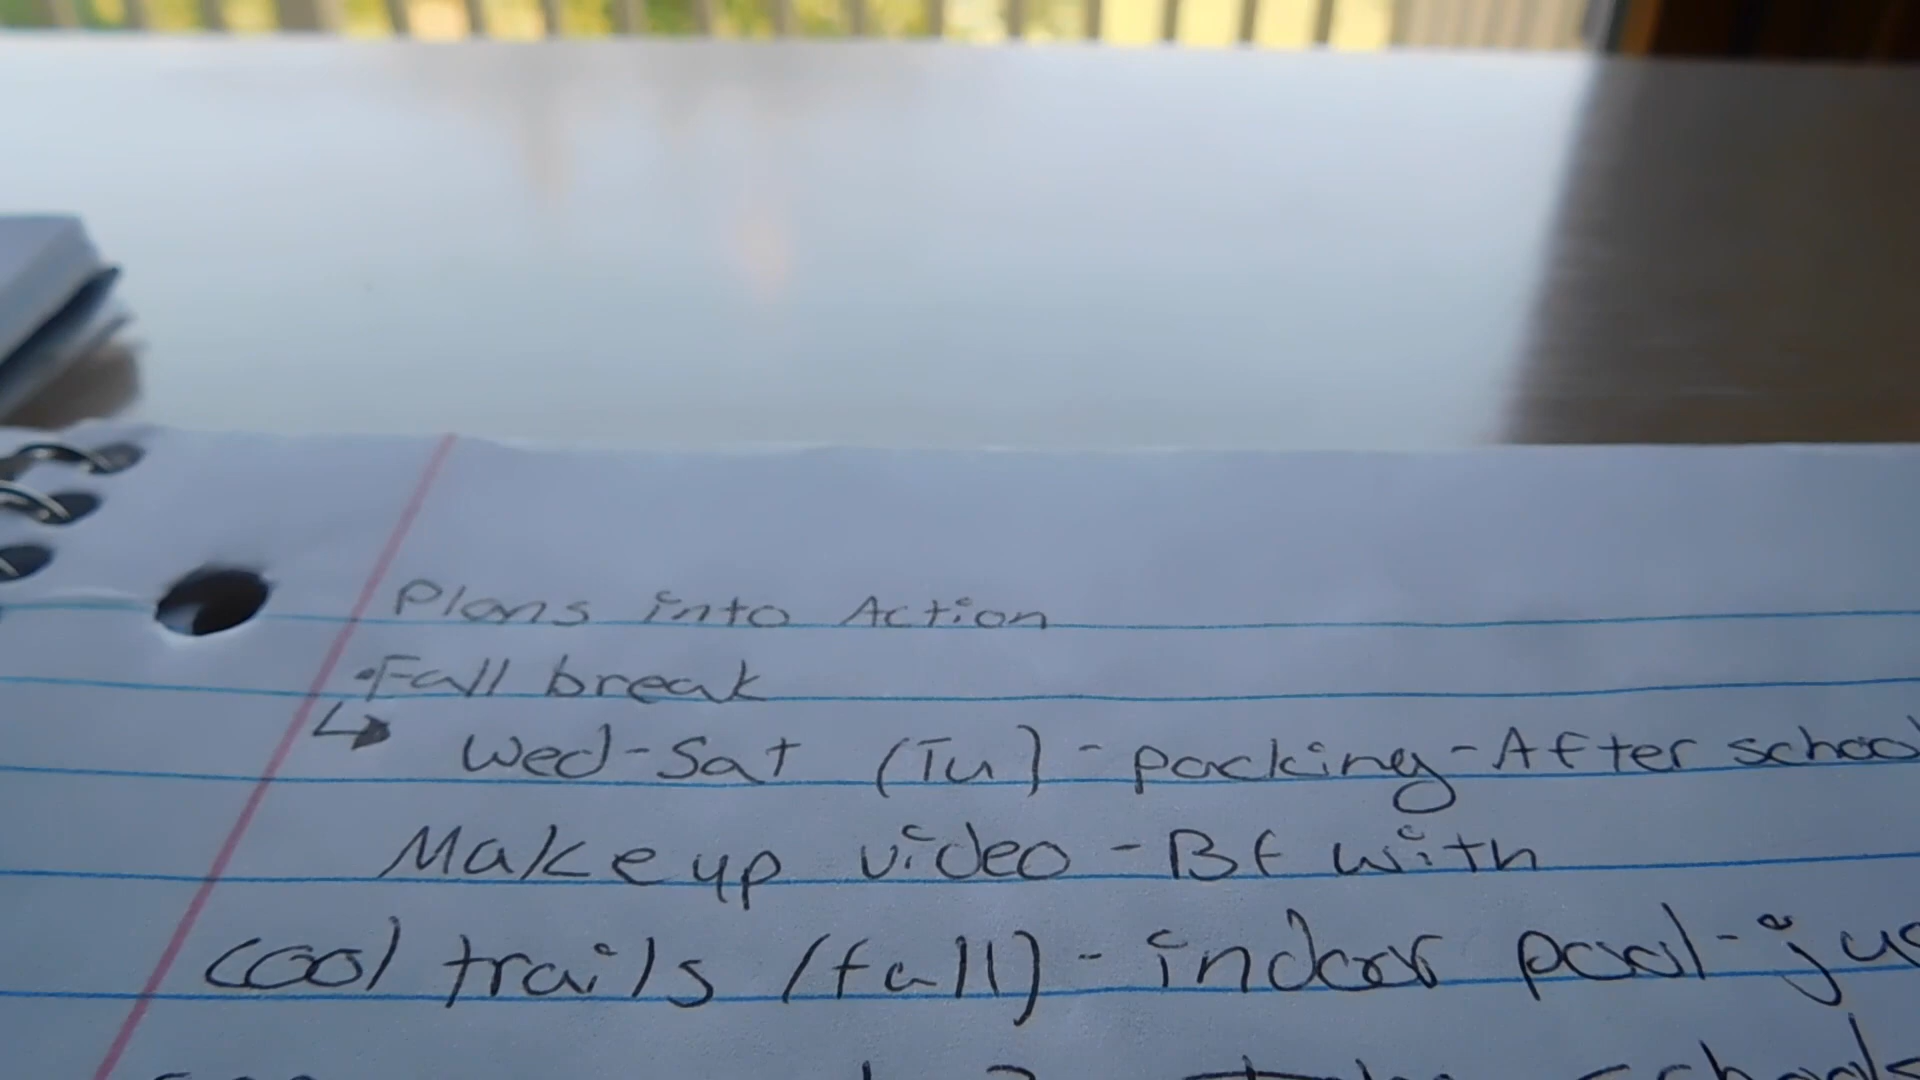 Plans into Action
• Fall break
↳ Wed-Sat (Tu) - packing - After school
Makeup video - Bf with
cool trails (fall) - indoor pool -